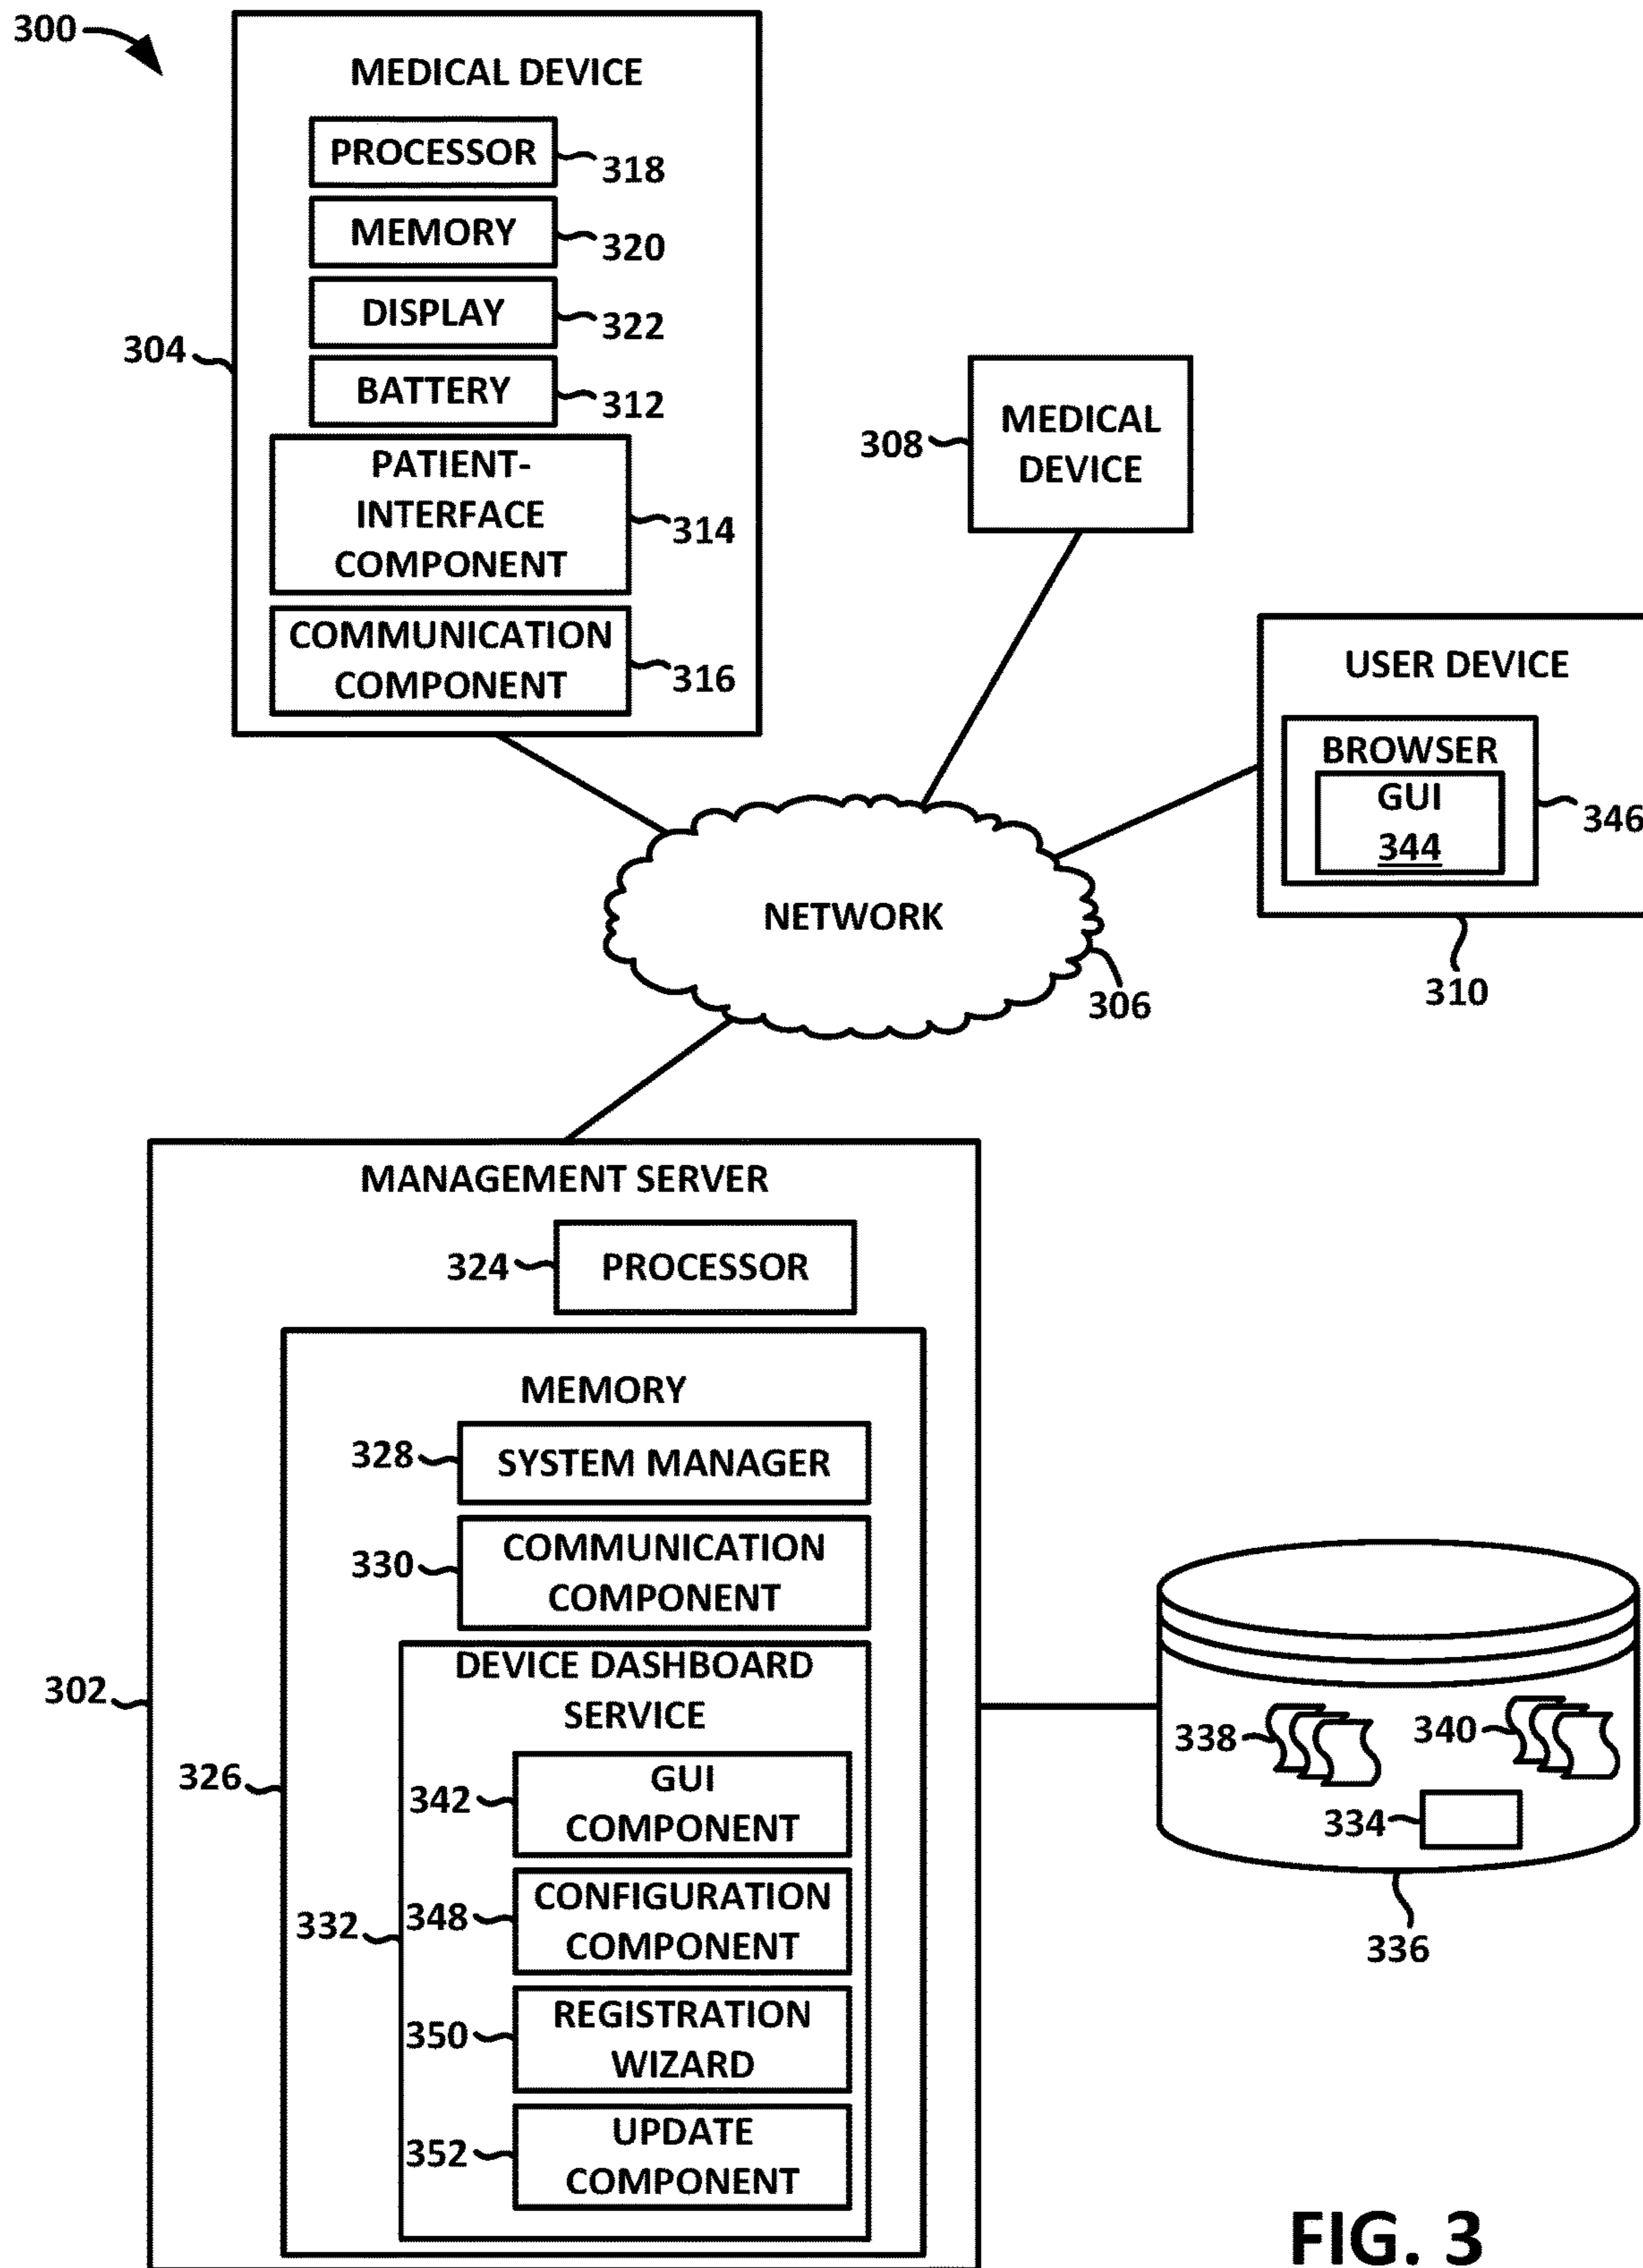 300
MEDICAL DEVICE
PROCESSOR
318
MEMORY
320
DISPLAY
322
304
BATTERY
312
PATIENT-
INTERFACE
COMPONENT
314
COMMUNICATION
COMPONENT
316
308
MEDICAL
DEVICE
USER DEVICE
BROWSER
GUI
344
346
310
NETWORK
306
MANAGEMENT SERVER
324
PROCESSOR
MEMORY
328
SYSTEM MANAGER
330
COMMUNICATION
COMPONENT
302
326
332
DEVICE DASHBOARD
SERVICE
342
GUI
COMPONENT
348
CONFIGURATION
COMPONENT
350
REGISTRATION
WIZARD
352
UPDATE
COMPONENT
338
340
334
336
FIG. 3